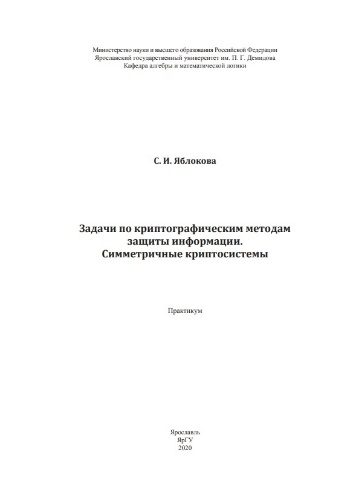 Министерство науки и высшего образования Российской Федерации
Ярославский государственный университет им. П. Г. Демидова
Кафедра алгебры и математической логики
С. И. Яблокова
Задачи по криптографическим методам
защиты информации.
Симметричные криптосистемы
Практикум
Ярославль
ЯрГУ
2020